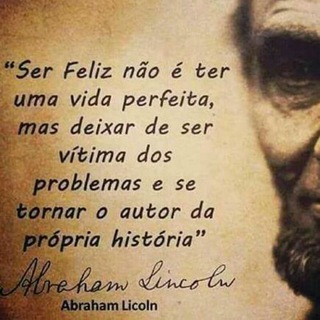 “Ser Feliz não é ter
uma vida perfeita,
mas deixar de ser
vítima dos
problemas e se
tornar o autor da
própria história”
Abraham Lincoln
Abraham Licoln